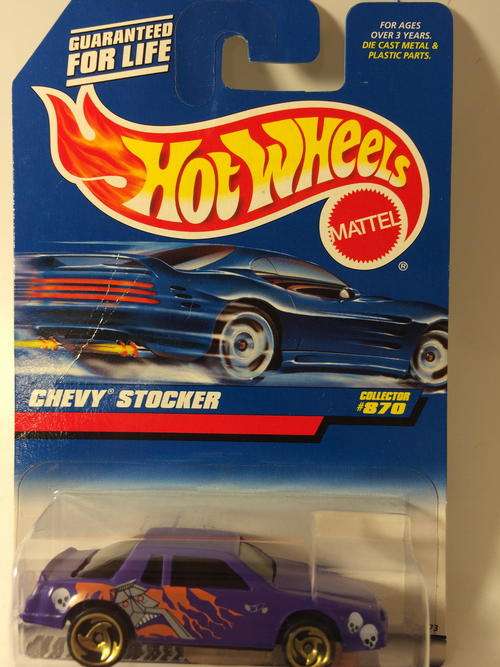 GUARANTEED
FOR LIFE
FOR AGES
OVER 3 YEARS.
DIE CAST METAL &
PLASTIC PARTS.
HOT WHEELS
MATTEL
®
CHEVY® STOCKER
COLLECTOR
#870